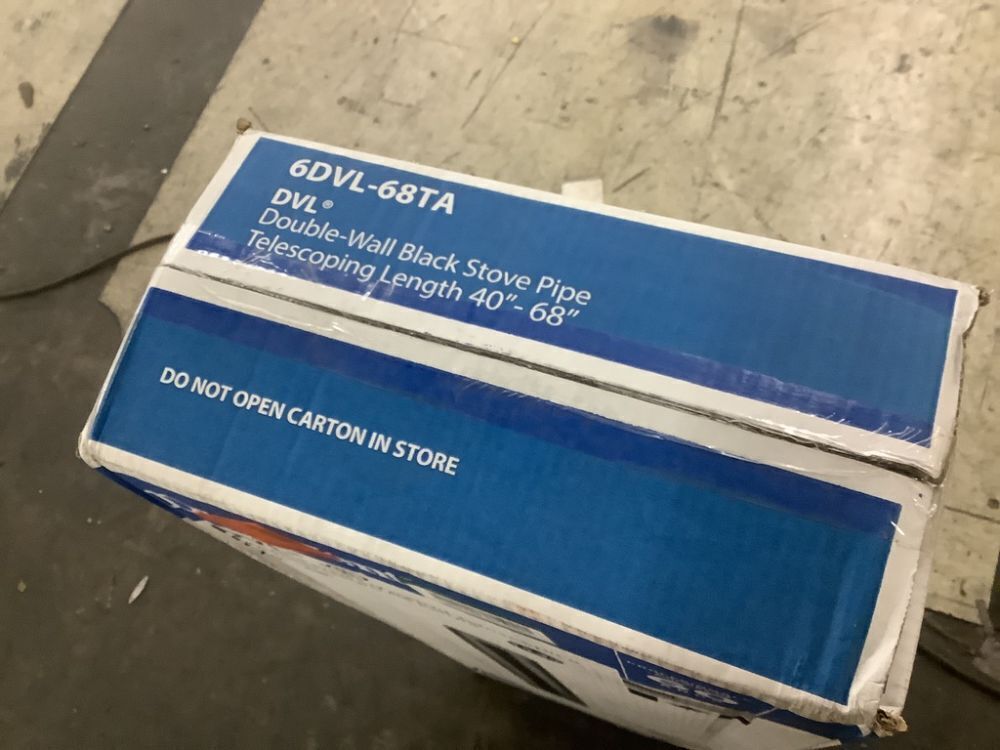 6DVL-68TA
DVL®
Double-Wall Black Stove Pipe
Telescoping Length 40”- 68”
DO NOT OPEN CARTON IN STORE